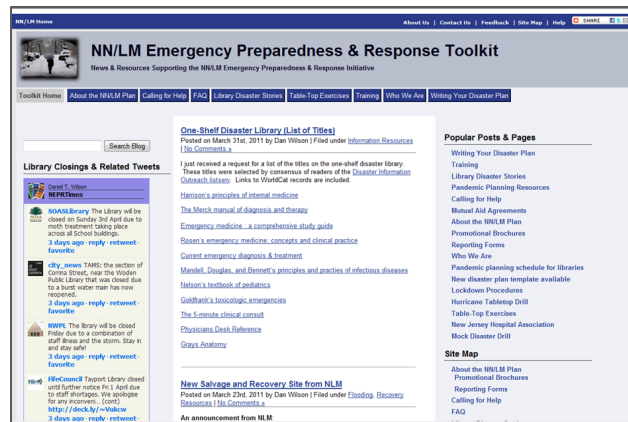 NN/LM Home
About Us | Contact Us | Feedback | Site Map | Help
SHARE
NN/LM Emergency Preparedness & Response Toolkit
News & Resources Supporting the NN/LM Emergency Preparedness & Response Initiative
Toolkit Home About the NN/LM Plan Calling for Help FAQ Library Disaster Stories Table-Top Exercises Training Who We Are Writing Your Disaster Plan
Search Blog
Library Closings & Related Tweets
Daniel T. Wilson
NEPRTimes
SOASLibrary The Library will be
closed on Sunday 3rd April due to
moth treatment taking place
across all School buildings.
3 days ago · reply · retweet ·
favorite
city_news TAMS: the section of
Corrna Street, near the Woden
Public Library that was closed due
to a burst water main has now
reopened.
3 days ago · reply · retweet ·
favorite
NWPL The library will be closed
Friday due to a combination of
staff illness and the storm. Stay in
and stay safe!
3 days ago · reply · retweet ·
favorite
FifeCouncil Tayport Library closed
until further notice Fri 1 April due
to staff shortages. We apologise
for any inconveni... (cont)
http://deck.ly/~Vukcw
3 days ago · reply · retweet ·
One-Shelf Disaster Library (List of Titles)
Posted on March 31st, 2011 by Dan Wilson | Filed under Information Resources
| No Comments »
I just received a request for a list of the titles on the one-shelf disaster library.
These titles were selected by consensus of readers of the Disaster Information
Outreach listserv. Links to WorldCat records are included.
Harrison's principles of internal medicine
The Merck manual of diagnosis and therapy
Emergency medicine : a comprehensive study guide
Rosen's emergency medicine: concepts and clinical practice
Current emergency diagnosis & treatment
Mandell, Douglas, and Bennett's principles and practies of infectious diseases
Nelson's textbook of pediatrics
Goldfrank's toxicologic emergencies
The 5-minute clinical consult
Physicians Desk Reference
Grays Anatomy
New Salvage and Recovery Site from NLM
Posted on March 23rd, 2011 by Dan Wilson | Filed under Flooding, Recovery
Resources | No Comments »
An announcement from NLM:
Popular Posts & Pages
Writing Your Disaster Plan
Training
Library Disaster Stories
Pandemic Planning Resources
Calling for Help
Mutual Aid Agreements
About the NN/LM Plan
Promotional Brochures
Reporting Forms
Who We Are
Pandemic planning schedule for libraries
New disaster plan template available
Lockdown Procedures
Hurricane Tabletop Drill
Table-Top Exercises
New Jersey Hospital Association
Mock Disaster Drill
Site Map
About the NN/LM Plan
Promotional Brochures
Reporting Forms
Calling for Help
FAQ